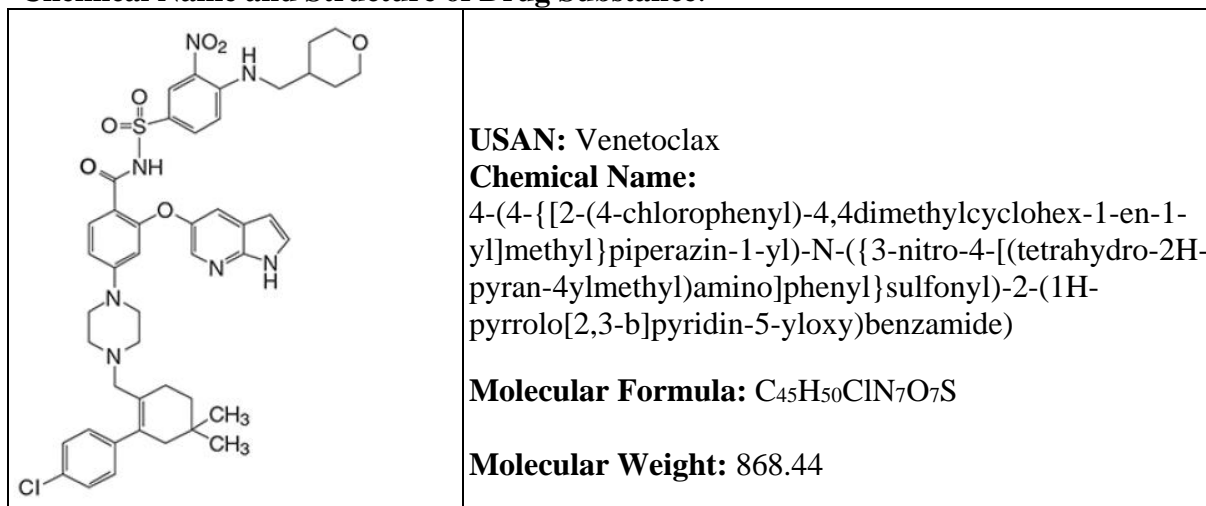 Chemical Name and Structure of Drug Substance:
NO₂
H
N
O
O
O=S
NH
O
O
N
N
H
N
N
CH₃
CH₃
Cl
USAN: Venetoclax
Chemical Name:
4-(4-{[2-(4-chlorophenyl)-4,4dimethylcyclohex-1-en-1-
yl]methyl}piperazin-1-yl)-N-({3-nitro-4-[(tetrahydro-2H-
pyran-4ylmethyl)amino]phenyl}sulfonyl)-2-(1H-
pyrrolo[2,3-b]pyridin-5-yloxy)benzamide)
Molecular Formula: C₄₅H₅₀ClN₇O₇S
Molecular Weight: 868.44